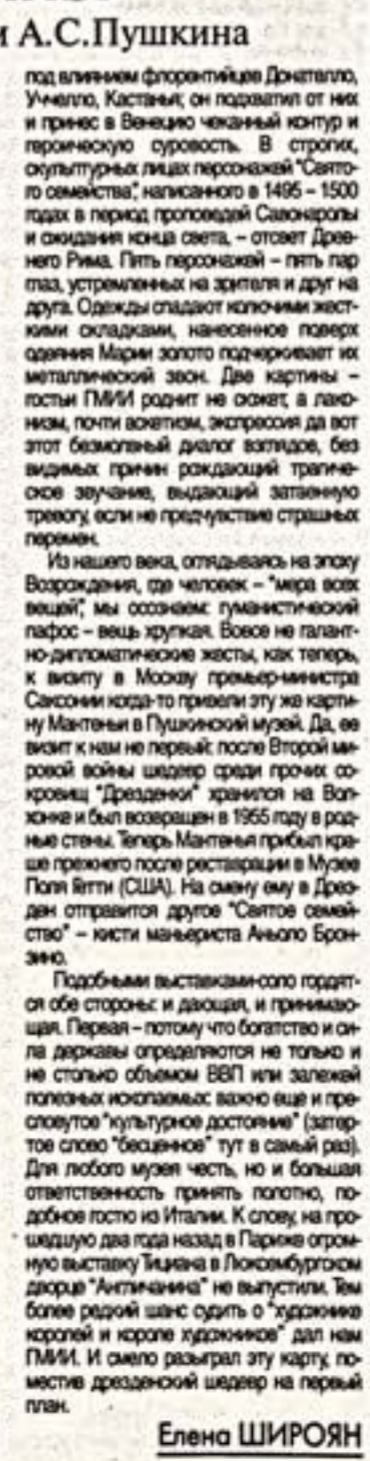 и А.С.Пушкина
под влиянием флорентийцев Донателло,
Уччелло, Кастаньи; он подхватил от них
и принес в Венецию чеканный контур и
героическую суровость. В строгих,
скульптурных лицах персонажей "Свято-
го семейства", написанного в 1495 – 1500
годах в период проповедей Савонаролы
и ожидания конца света, – отсвет Древ-
него Рима. Пять персонажей – пять пар
глаз, устремленных на зрителя и друг на
друга. Одежды спадают колючими жест-
кими складками, нанесенное поверх
одеяния Марии золото подчеркивает их
металлический звон. Две картины –
гостьи ГМИИ роднит не сюжет, а лако-
низм, почти аскетизм, экспрессия да вот
этот безмолвный диалог взглядов, без
видимых причин рождающий трагиче-
ское звучание, выдающий затаенную
тревогу, если не предчувствие страшных
перемен.
Из нашего века, оглядываясь на эпоху
Возрождения, где человек – "мера всех
вещей", мы осознаем: гуманистический
пафос – вещь хрупкая. Вовсе не галант-
но-дипломатические жесты, как теперь,
к визиту в Москву премьер-министра
Саксонии когда-то привели эту же карти-
ну Мантеньи в Пушкинский музей. Да, ее
визит к нам не первый: после Второй ми-
ровой войны шедевр среди прочих со-
кровищ "Дрезденки" хранился на Вол-
хонке и был возвращен в 1955 году в род-
ные стены. Теперь Мантенья прибыл кра-
ше прежнего после реставрации в Музее
Поля Гетти (США). На смену ему в Дрез-
ден отправится другое "Святое семей-
ство" – кисти маньериста Аньоло Брон-
зино.
Подобными выставками-соло гордят-
ся обе стороны: и дающая, и принимаю-
щая. Первая – потому что богатство и си-
ла державы определяются не только и
не столько объемом ВВП или залежей
полезных ископаемых: важно еще и пре-
словутое "культурное достояние" (затер-
тое слово "бесценное" тут в самый раз).
Для любого музея честь, но и большая
ответственность принять полотно, по-
добное гостю из Италии. К слову, на про-
шедшую два года назад в Париже огром-
ную выставку Тициана в Люксембургском
дворце "Англичанина" не выпустили. Тем
более редкий шанс судить о "художнике
королей и короле художников" дал нам
ГМИИ. И смело разыграл эту карту, по-
местив дрезденский шедевр на первый
план.
Елена ШИРОЯН